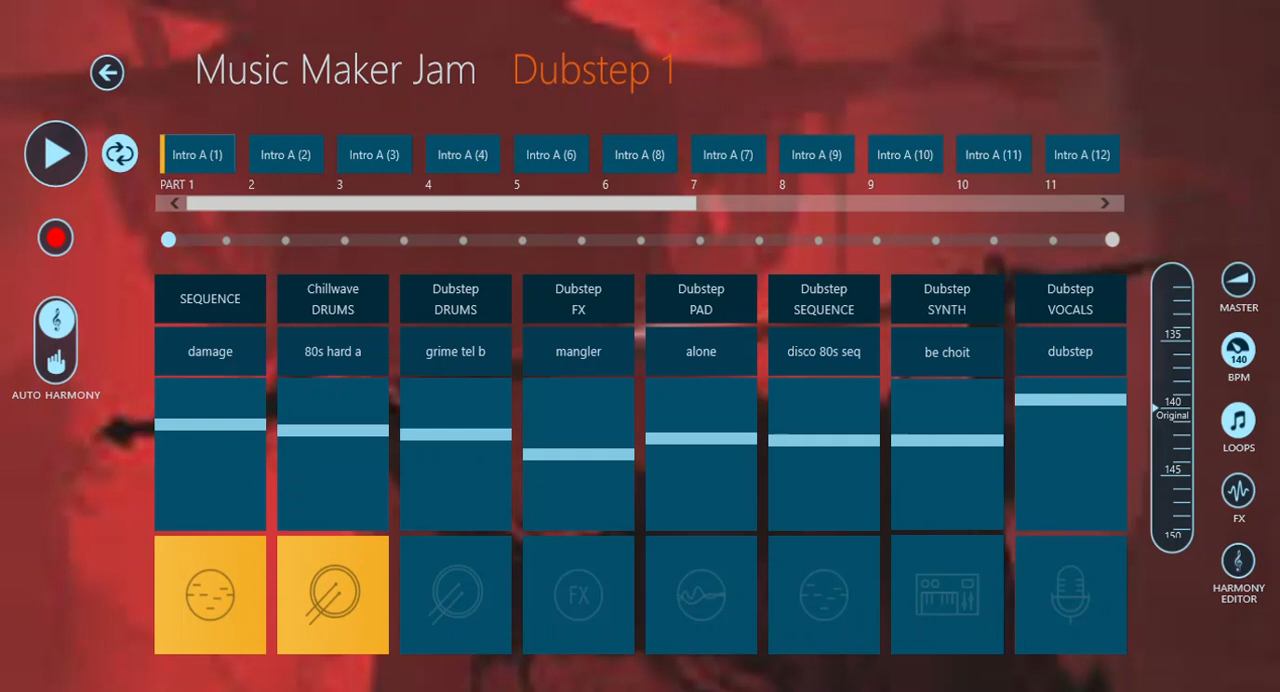 Music Maker Jam Dubstep 1
Intro A (1) Intro A (2) Intro A (3) Intro A (4) Intro A (6) Intro A (8) Intro A (7) Intro A (9) Intro A (10) Intro A (11) Intro A (12)
PART 1 2 3 4 5 6 7 8 9 10 11
SEQUENCE
Chillwave
DRUMS
Dubstep
DRUMS
Dubstep
FX
Dubstep
PAD
Dubstep
SEQUENCE
Dubstep
SYNTH
Dubstep
VOCALS
damage 80s hard a grime tel b mangler alone disco 80s seq be choit dubstep
FX
AUTO HARMONY
135
140
Original
145
150
MASTER
140
BPM
LOOPS
FX
HARMONY
EDITOR